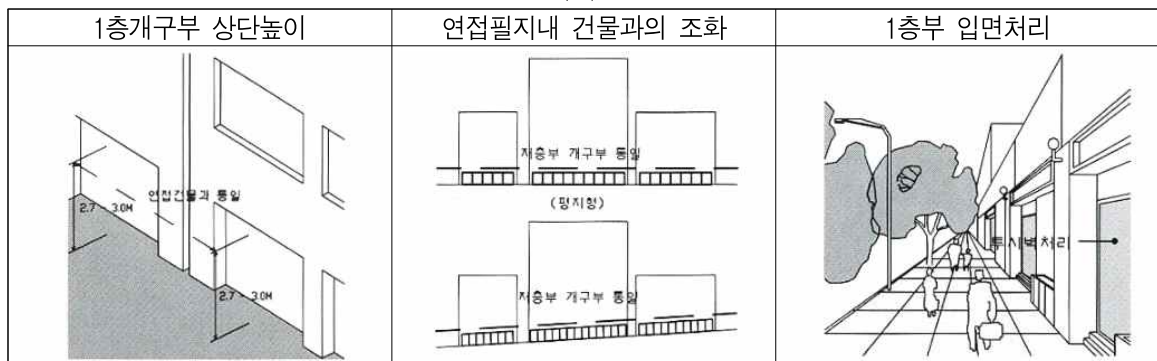 1층개구부 상단높이
연접필지내 건물과의 조화
1층부 입면처리
연접건물과 통일
2.7 - 3.0M
2.7 - 3.0M
저층부 개구부 통일
(평지형)
저층부 개구부 통일
투시벽처리